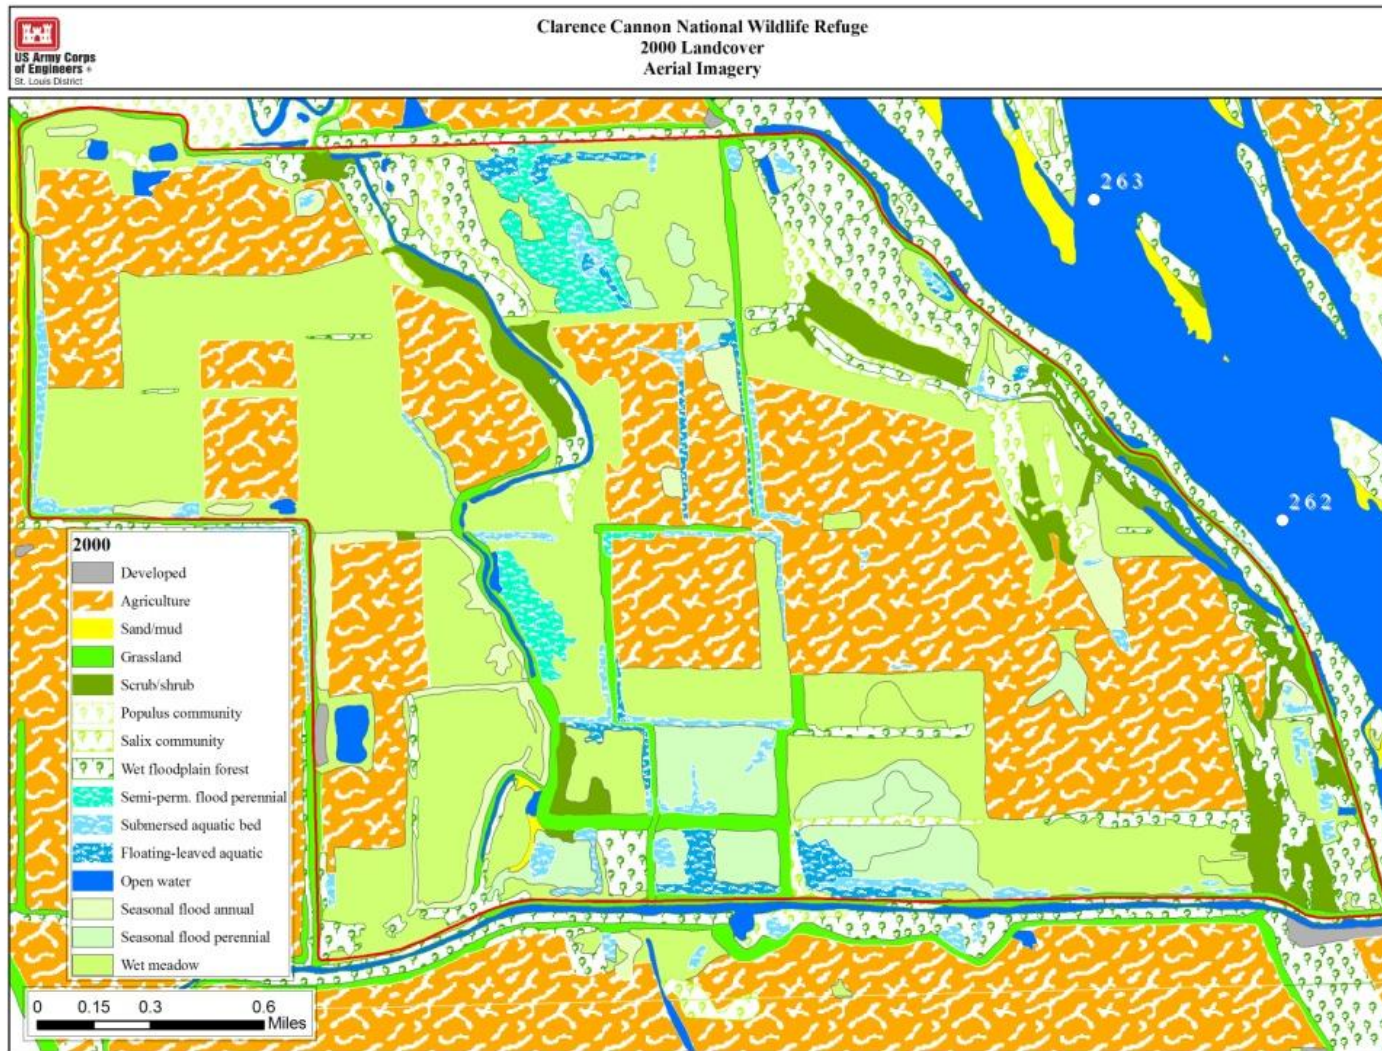 US Army Corps
of Engineers ®
St. Louis District
Clarence Cannon National Wildlife Refuge
2000 Landcover
Aerial Imagery
263
262
2000
Developed
Agriculture
Sand/mud
Grassland
Scrub/shrub
Populus community
Salix community
Wet floodplain forest
Semi-perm. flood perennial
Submersed aquatic bed
Floating-leaved aquatic
Open water
Seasonal flood annual
Seasonal flood perennial
Wet meadow
0 0.15 0.3 0.6
Miles